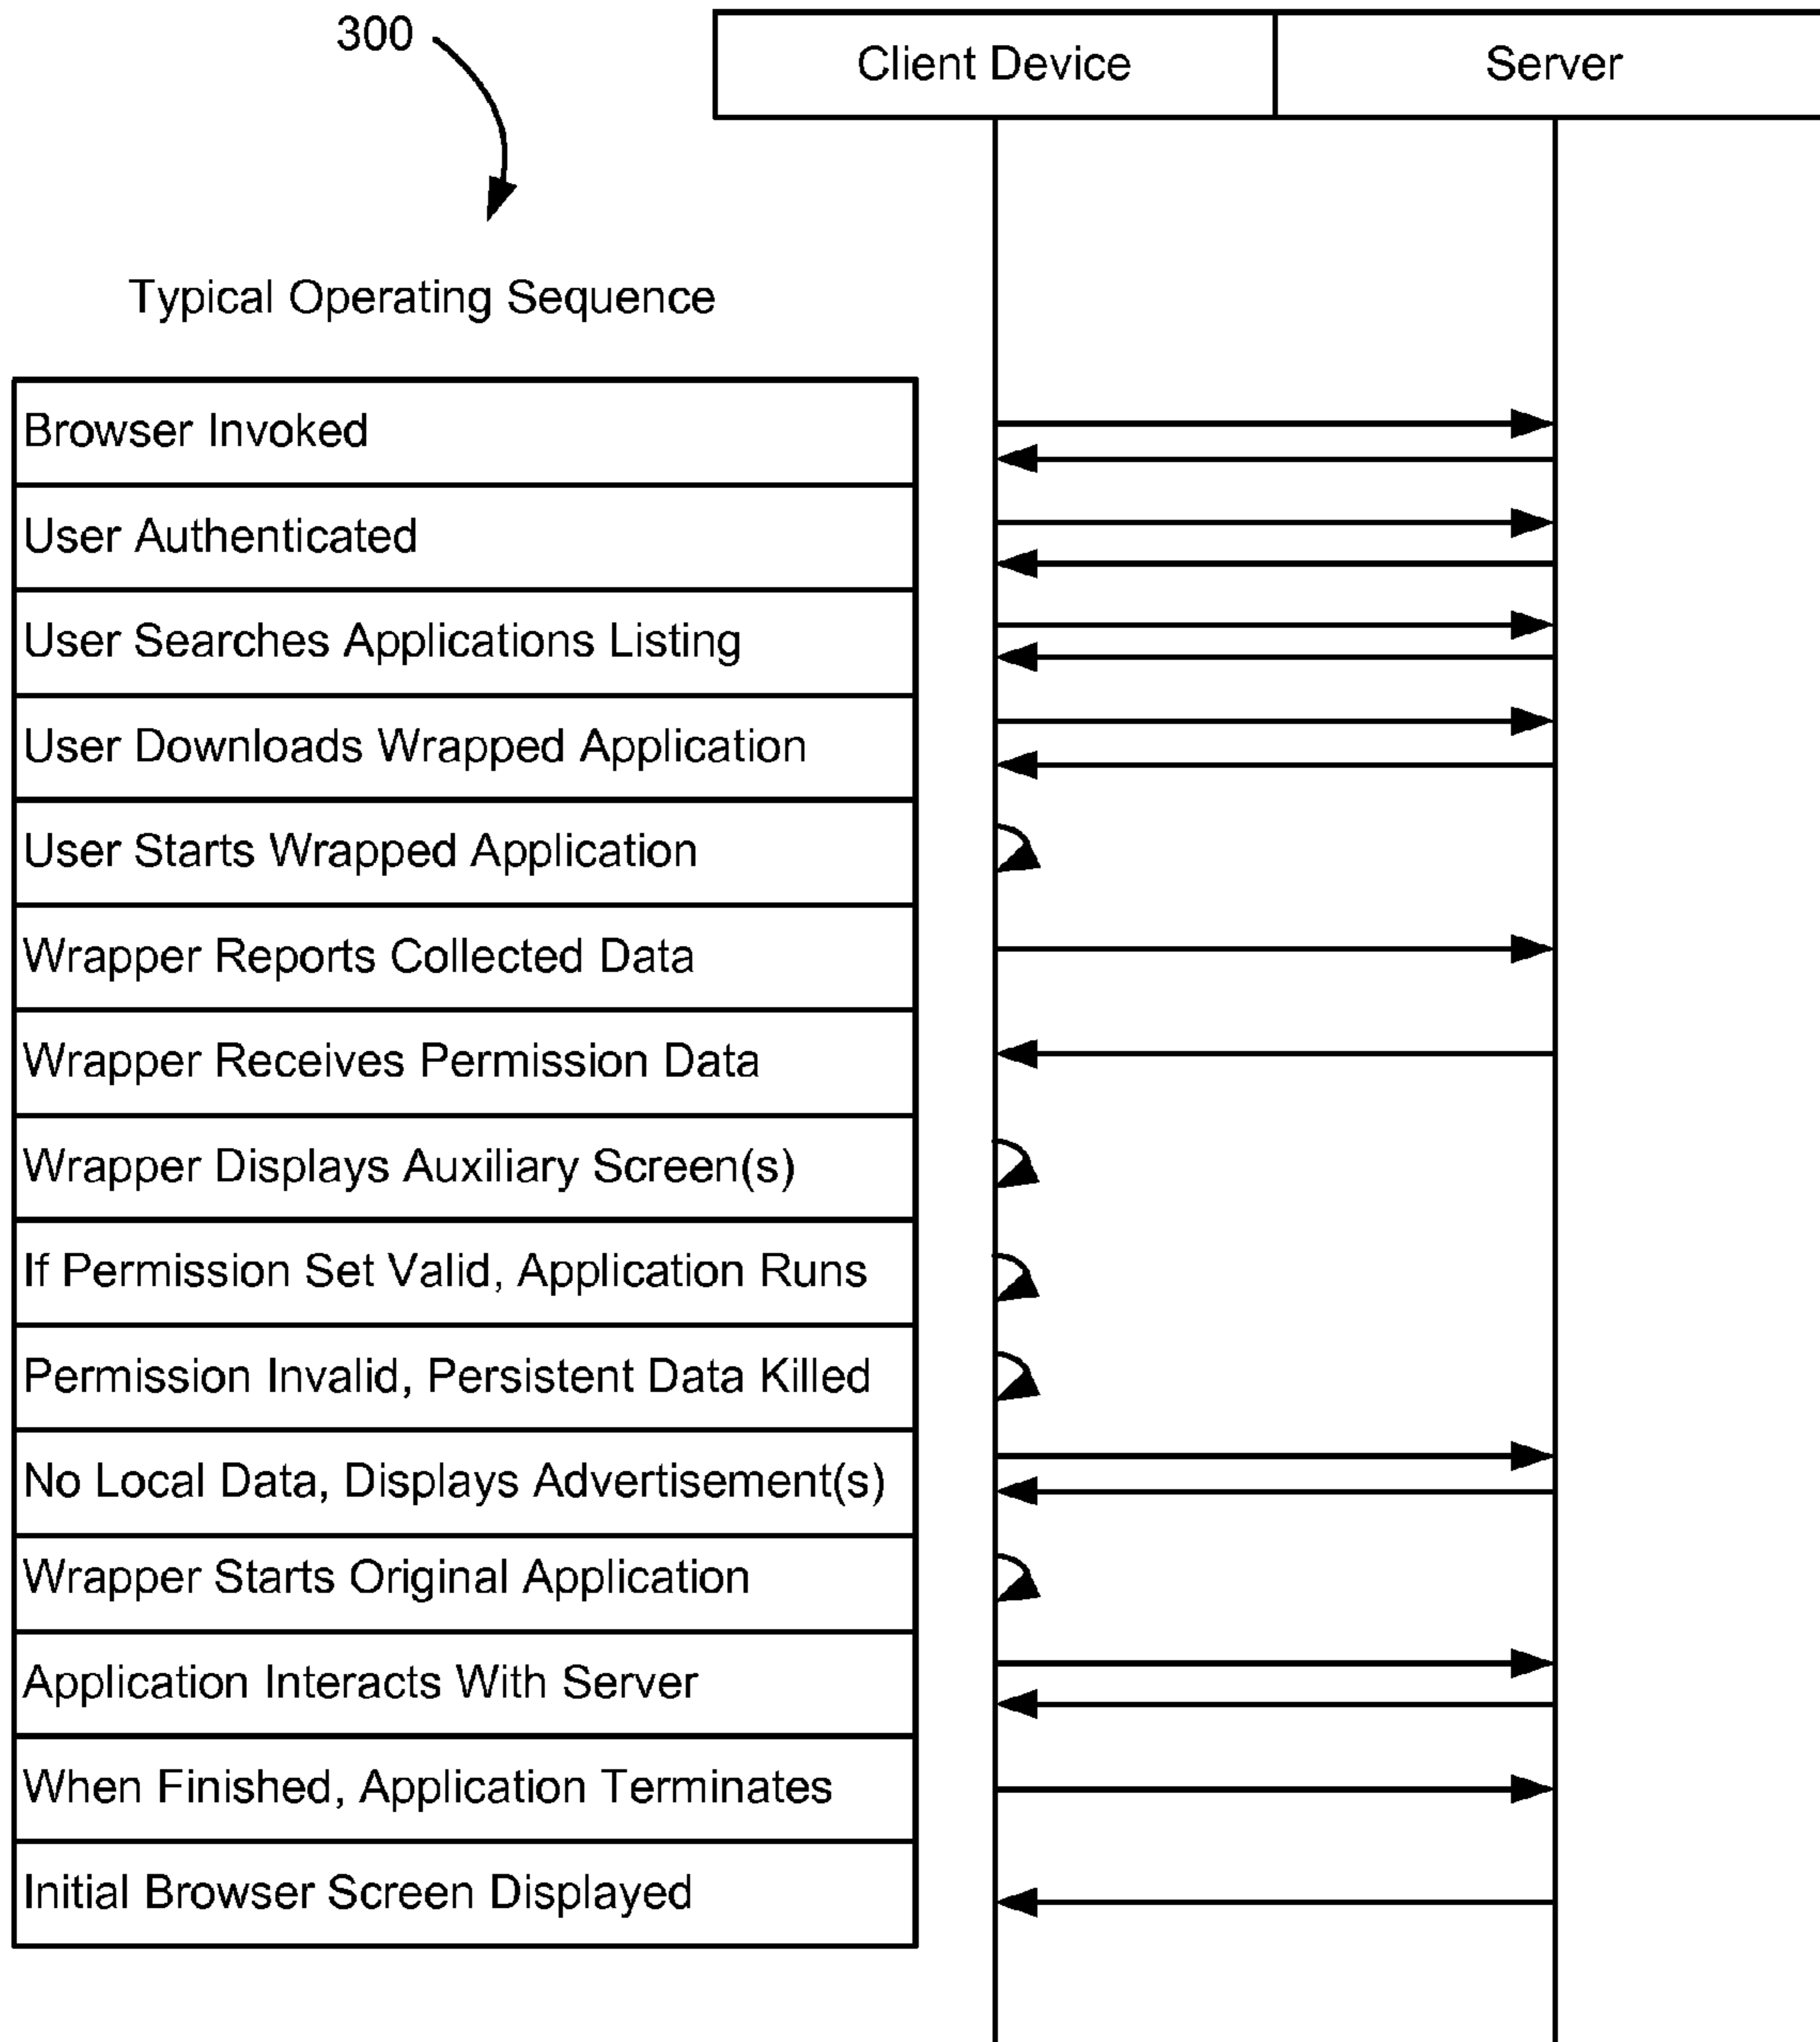 300
Client Device
Server
Typical Operating Sequence
Browser Invoked
User Authenticated
User Searches Applications Listing
User Downloads Wrapped Application
User Starts Wrapped Application
Wrapper Reports Collected Data
Wrapper Receives Permission Data
Wrapper Displays Auxiliary Screen(s)
If Permission Set Valid, Application Runs
Permission Invalid, Persistent Data Killed
No Local Data, Displays Advertisement(s)
Wrapper Starts Original Application
Application Interacts With Server
When Finished, Application Terminates
Initial Browser Screen Displayed